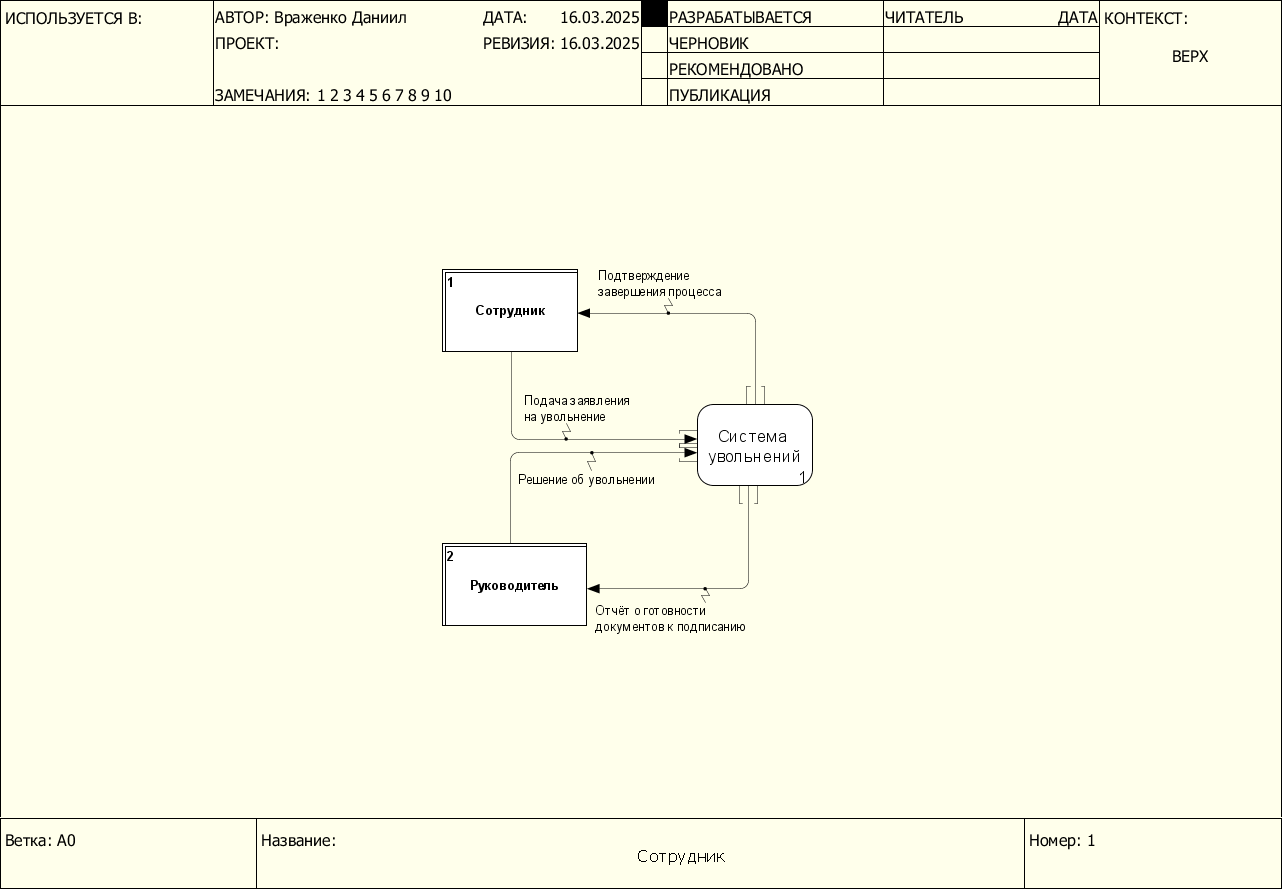 ИСПОЛЬЗУЕТСЯ В:
АВТОР: Враженко Даниил
ДАТА: 16.03.2025
РАЗРАБАТЫВАЕТСЯ
ЧИТАТЕЛЬ
ДАТА
КОНТЕКСТ:
ПРОЕКТ:
РЕВИЗИЯ: 16.03.2025
ЧЕРНОВИК
ВЕРХ
РЕКОМЕНДОВАНО
ЗАМЕЧАНИЯ: 1 2 3 4 5 6 7 8 9 10
ПУБЛИКАЦИЯ
1
Сотрудник
Подтверждение
завершения процесса
Подача заявления
на увольнение
Система
увольнений
1
Решение об увольнении
2
Руководитель
Отчёт о готовности
документов к подписанию
Ветка: A0
Название:
Сотрудник
Номер: 1